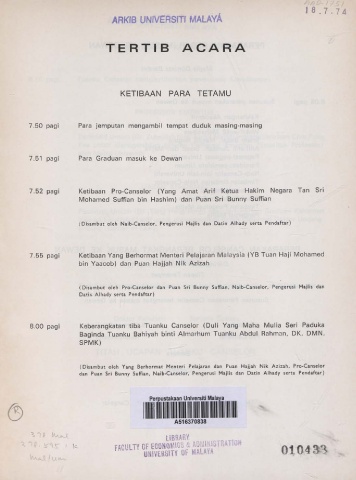 ARKIB UNIVERSITI MALAYA
18.7.74
TERTIB ACARA
KETIBAAN PARA TETAMU
7.50 pagi Para jemputan mengambil tempat duduk masing-masing
7.51 pagi Para Graduan masuk ke Dewan
7.52 pagi Ketibaan Pro-Canselor (Yang Amat Arif Ketua Hakim Negara Tan Sri
Mohamed Suffian bin Hashim) dan Puan Sri Bunny Suffian
(Disambut oleh Naib-Canselor, Pengerusi Majlis dan Datin Alhady serta Pendaftar)
7.55 pagi Ketibaan Yang Berhormat Menteri Pelajaran Malaysia (YB Tuan Haji Mohamed
bin Yaacob) dan Puan Hajjah Nik Azizah
(Disambut oleh Pro-Canselor dan Puan Sri Bunny Suffian, Naib-Canselor, Pengerusi Majlis dan
Datin Alhady serta Pendaftar)
8.00 pagi Keberangkatan tiba Tuanku Canselor (Duli Yang Maha Mulia Seri Paduka
Baginda Tuanku Bahiyah binti Almarhum Tuanku Abdul Rahman, DK, DMN,
SPMK)
(Disambut oleh Yang Berhormat Menteri Pelajaran dan Puan Hajjah Nik Azizah, Pro-Canselor
dan Puan Sri Bunny Suffian, Naib-Canselor, Pengerusi Majlis dan Datin Alhady serta Pendaftar)
R
Perpustakaan Universiti Malaya
A516370838
LIBRARY
FACULTY OF ECONOMICS & ADMINISTRATION
UNIVERSITY OF MALAYA
010433